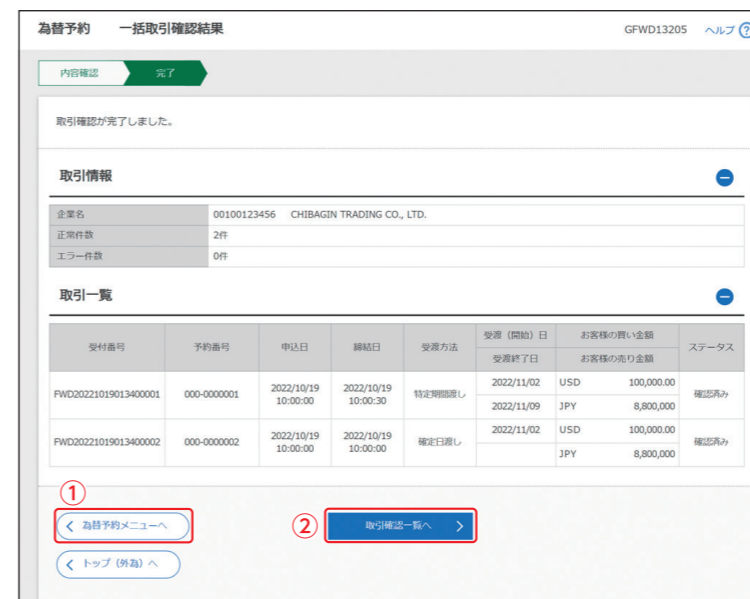 為替予約　一括取引確認結果 GFWD13205 ヘルプ ?
内容確認 完了
取引確認が完了しました。
取引情報
企業名 00100123456 CHIBAGIN TRADING CO., LTD.
正常件数 2件
エラー件数 0件
取引一覧
受付番号 予約番号 申込日 締結日 受渡方法 受渡（開始）日 お客様の買い金額 ステータス
受渡終了日 お客様の売り金額
FWD20221019013400001 000-0000001 2022/10/19 10:00:00 2022/10/19 10:00:30 特定期間渡し 2022/11/02 USD 100,000.00 確認済み
2022/11/09 JPY 8,800,000
FWD20221019013400002 000-0000002 2022/10/19 10:00:00 2022/10/19 10:00:00 確定日渡し 2022/11/02 USD 100,000.00 確認済み
JPY 8,800,000
①
為替予約メニューへ ② 取引確認一覧へ
トップ（外為）へ